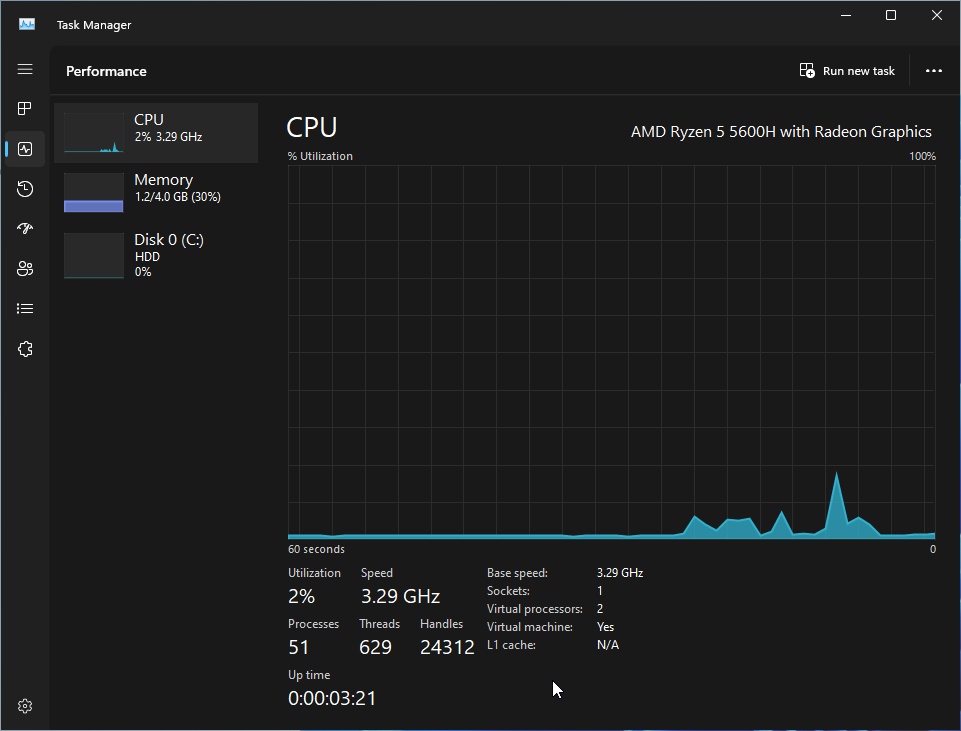 Task Manager
Performance
Run new task
CPU
2% 3.29 GHz
Memory
1.2/4.0 GB (30%)
Disk 0 (C:)
HDD
0%
CPU
AMD Ryzen 5 5600H with Radeon Graphics
% Utilization
100%
60 seconds
0
Utilization Speed
2% 3.29 GHz
Processes Threads Handles
51 629 24312
Up time
0:00:03:21
Base speed: 3.29 GHz
Sockets: 1
Virtual processors: 2
Virtual machine: Yes
L1 cache: N/A